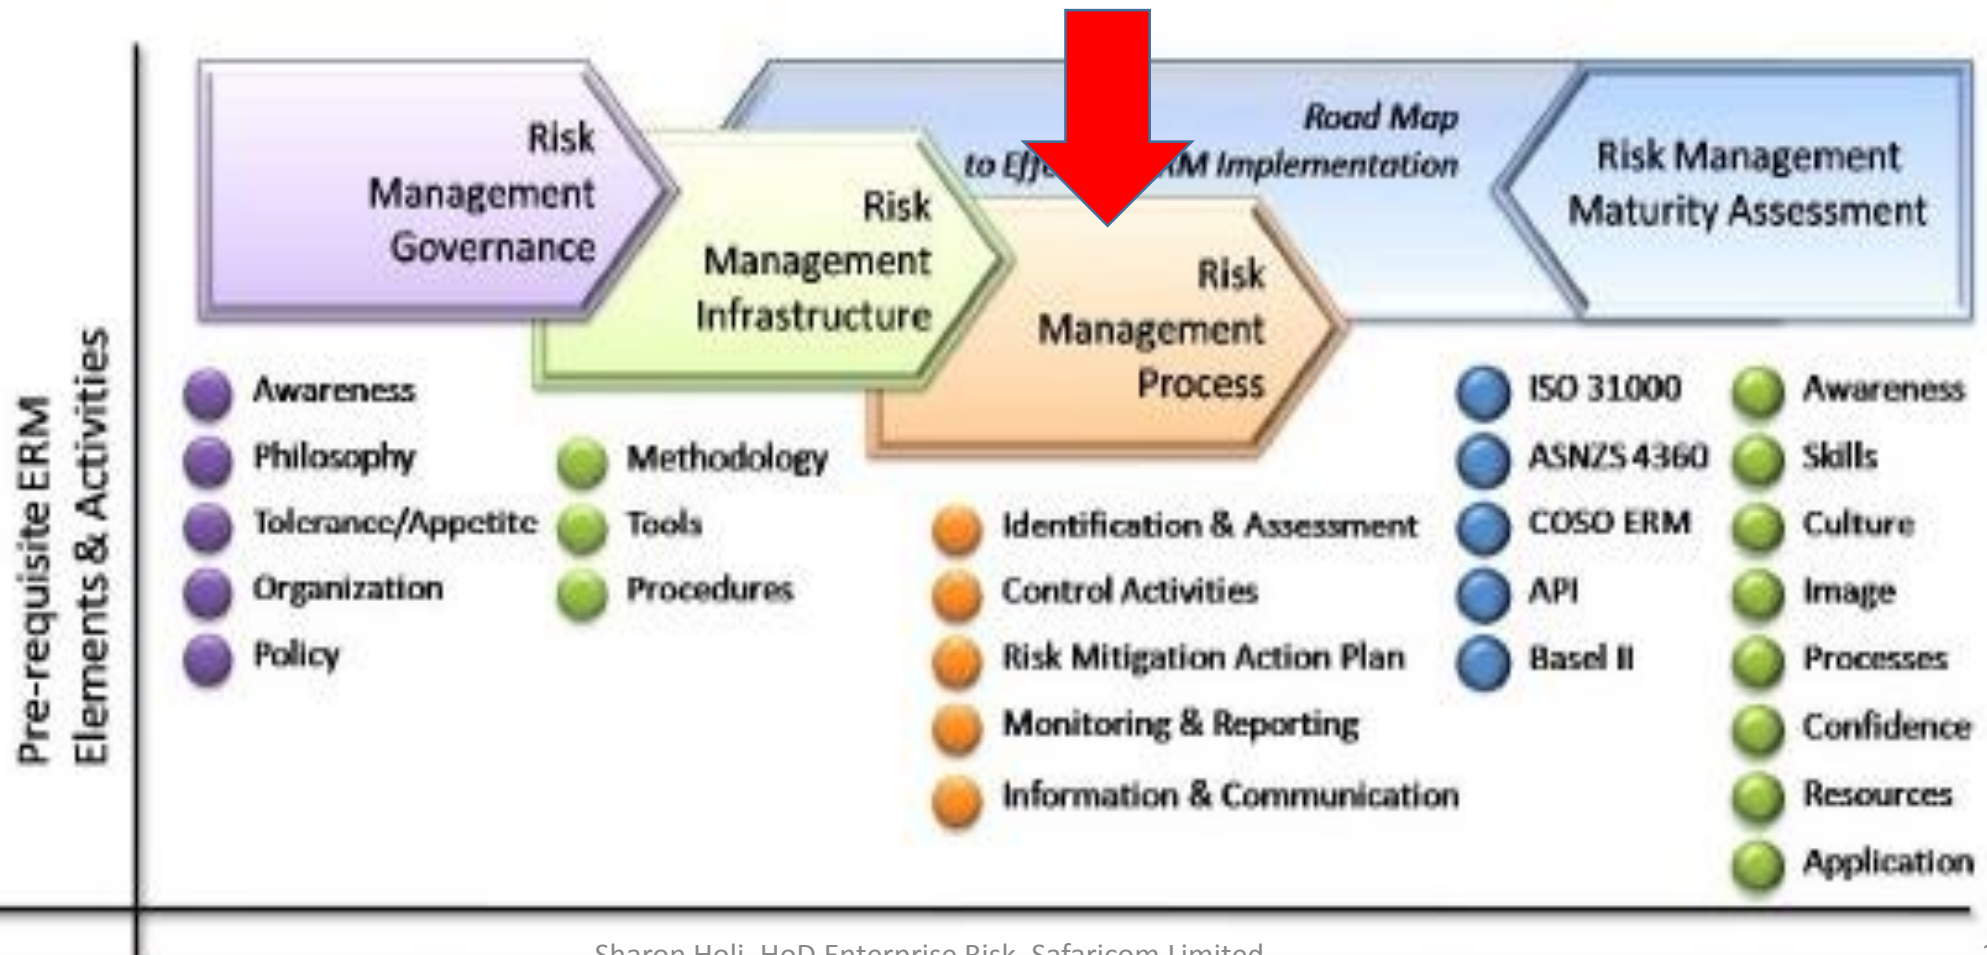 Risk
Management
Governance
Risk
Management
Infrastructure
Risk
Management
Process
Road Map
to Eff RM Implementation
Risk Management
Maturity Assessment
Pre-requisite ERM
Elements & Activities
Awareness
Philosophy
Tolerance/Appetite
Organization
Policy
Methodology
Tools
Procedures
Identification & Assessment
Control Activities
Risk Mitigation Action Plan
Monitoring & Reporting
Information & Communication
ISO 31000
ASNZS 4360
COSO ERM
API
Basel II
Awareness
Skills
Culture
Image
Processes
Confidence
Resources
Application
Sharon Holi, HoD Enterprise Risk, Safaricom Limited